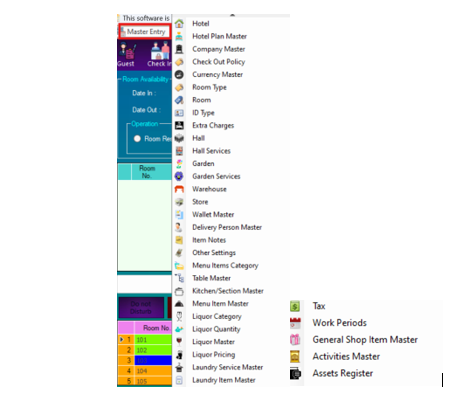 This software is
Master Entry
Guest Check In
Room Availability
Date In :
Date Out :
Operation
Room Re
Room No.
Room No.
1 101
2 102
3
4 104
5 105
Hotel
Hotel Plan Master
Company Master
Check Out Policy
Currency Master
Room Type
Room
ID Type
Extra Charges
Hall
Hall Services
Garden
Garden Services
Warehouse
Store
Wallet Master
Delivery Person Master
Item Notes
Other Settings
Menu Items Category
Table Master
Kitchen/Section Master
Menu Item Master
Liquor Category
Liquor Quantity
Liquor Master
Liquor Pricing
Laundry Service Master
Laundry Item Master
Tax
Work Periods
General Shop Item Master
Activities Master
Assets Register